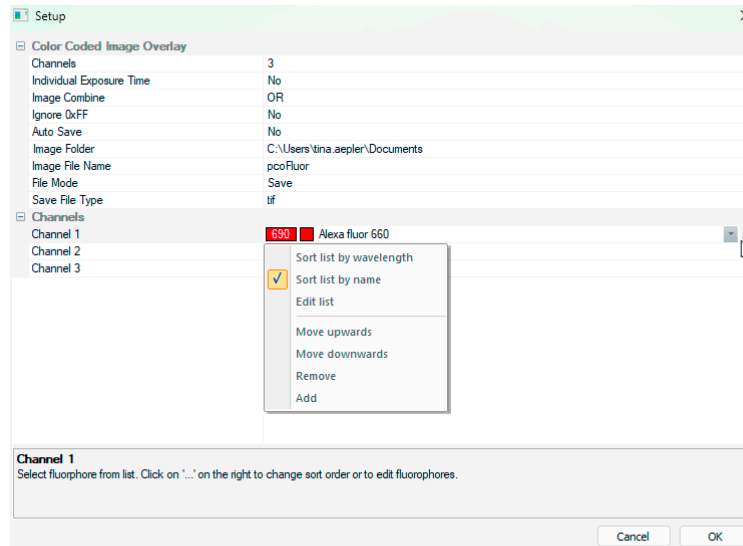 Setup
Color Coded Image Overlay
Channels 3
Individual Exposure Time No
Image Combine OR
Ignore 0xFF No
Auto Save No
Image Folder C:\Users\tina.aepler\Documents
Image File Name pcoFluor
File Mode Save
Save File Type tif
Channels
Channel 1 690 Alexa fluor 660
Channel 2
Channel 3
Sort list by wavelength
Sort list by name
Edit list
Move upwards
Move downwards
Remove
Add
Channel 1
Select fluorphore from list. Click on '...' on the right to change sort order or to edit fluorophores.
Cancel OK